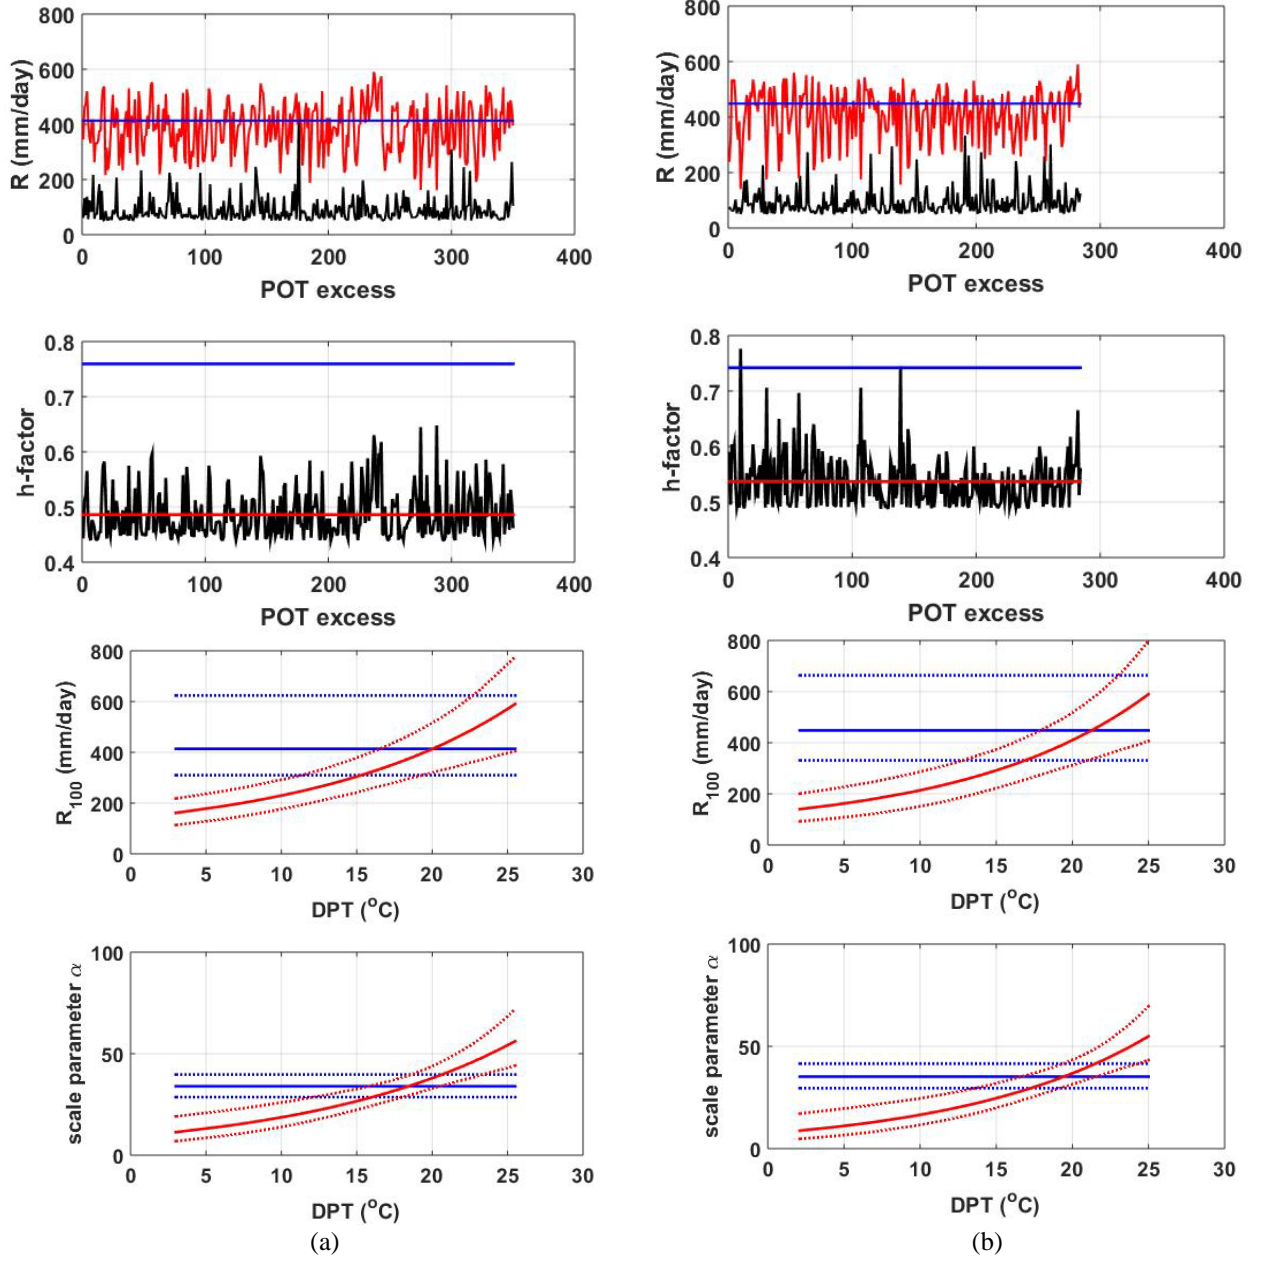 800
600
400
200
0
R (mm/day)
0 100 200 300 400
POT excess
800
600
400
200
0
R (mm/day)
0 100 200 300 400
POT excess
0.8
0.7
0.6
0.5
0.4
h-factor
0 100 200 300 400
POT excess
0.8
0.7
0.6
0.5
0.4
h-factor
0 100 200 300 400
POT excess
800
600
400
200
0
R100 (mm/day)
0 5 10 15 20 25 30
DPT (°C)
800
600
400
200
0
R100 (mm/day)
0 5 10 15 20 25 30
DPT (°C)
100
50
0
scale parameter α
0 5 10 15 20 25 30
DPT (°C)
100
50
0
scale parameter α
0 5 10 15 20 25 30
DPT (°C)
(a)
(b)